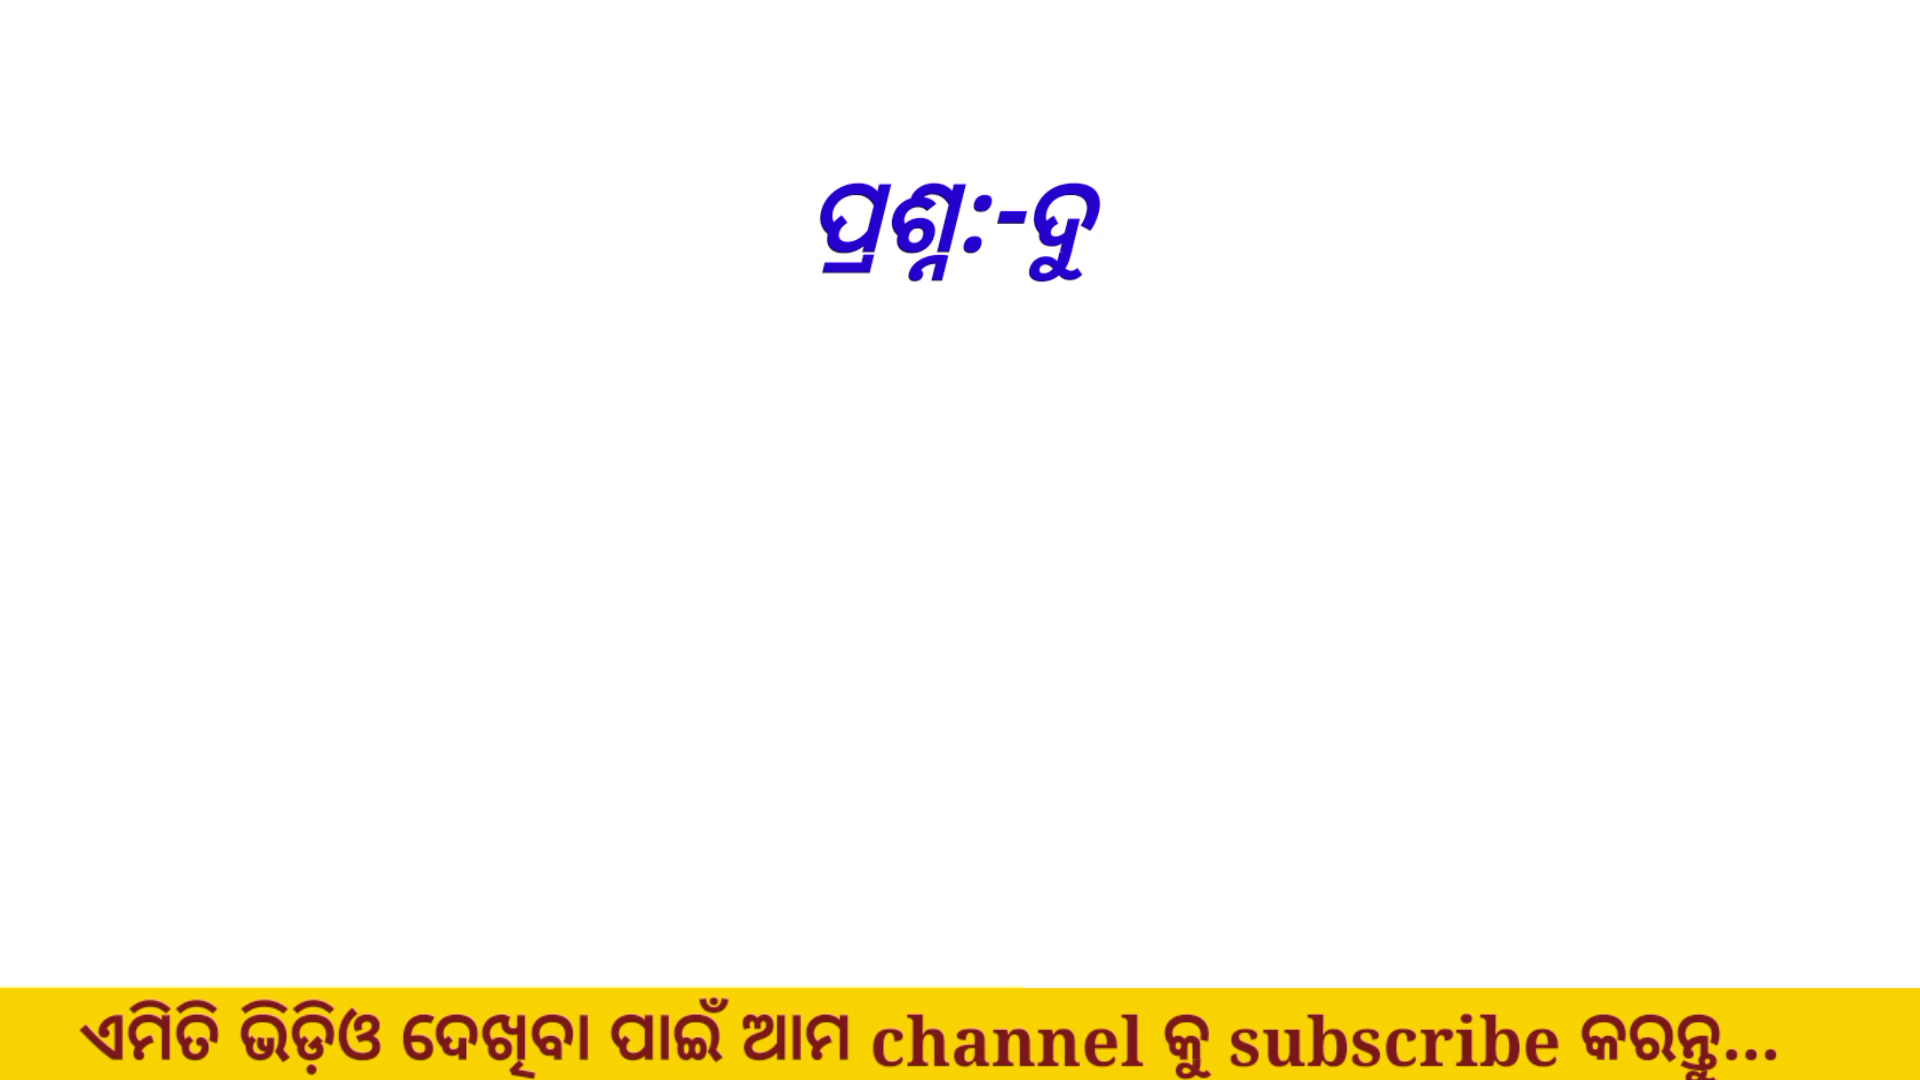 ପ୍ରଶ୍ନ:-ଦୁ
ଏମିତି ଭିଡ଼ିଓ ଦେଖିବା ପାଇଁ ଆମ channel କୁ subscribe କରନ୍ତୁ...